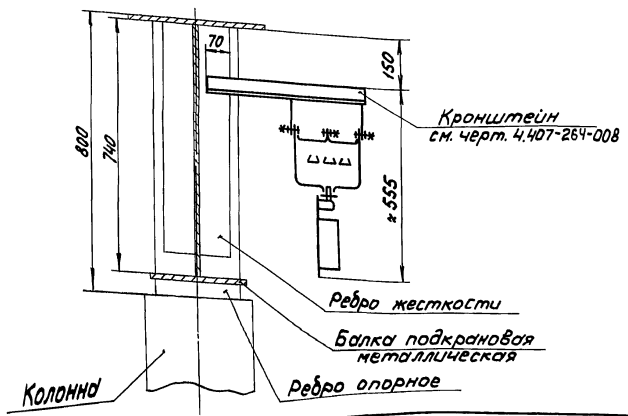 70
150
800
740
Кронштейн
см. черт. 4.407-264-008
≈555
Ребро жесткости
Балка подкрановая
металлическая
Колонна
Ребро опорное